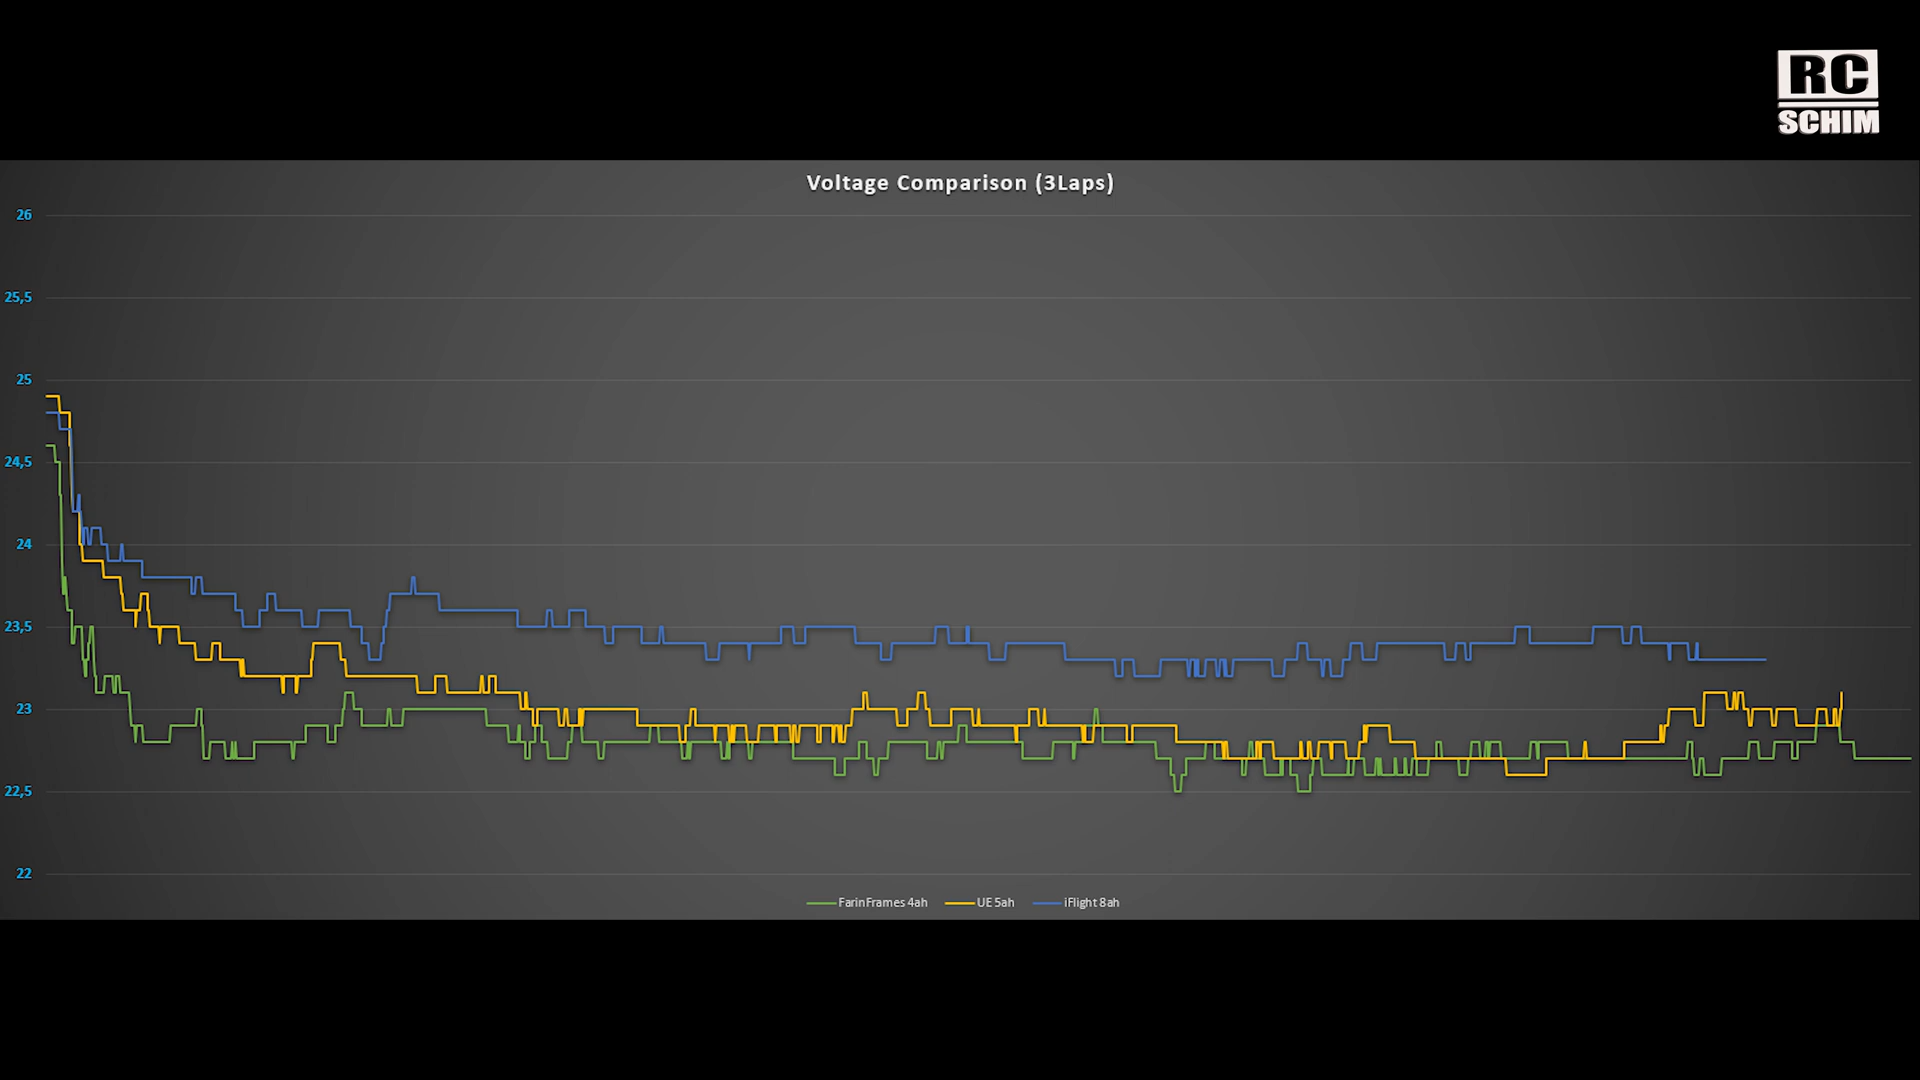 RC
SCHIM
Voltage Comparison (3Laps)
26
25,5
25
24,5
24
23,5
23
22,5
22
FarinFrames 4ah UE 5ah iFlight 8ah